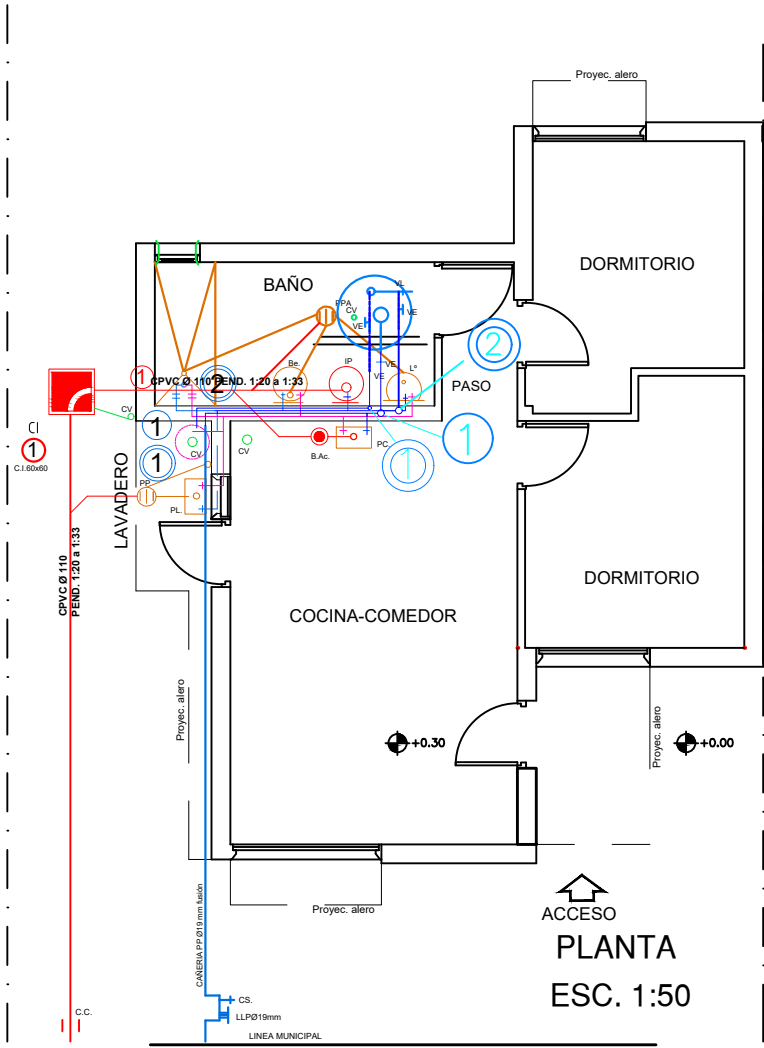 Proyec. alero
DORMITORIO
BAÑO
VL
PPA
CV
VE
VE
2
Be.
IP
VE
L°
VE
PASO
1
CPVC Ø 110 PEND. 1:20 a 1:33
2
CV
CI
1
C.I.60x60
1
1
CV
CV
B.Ac.
PC.
1
1
LAVADERO
PP
PL.
CPVC Ø 110
PEND. 1:20 a 1:33
DORMITORIO
COCINA-COMEDOR
Proyec. alero
+0.30
Proyec. alero
+0.00
Proyec. alero
ACCESO
PLANTA
ESC. 1:50
CAÑERIA PP Ø19 mm fusión
CS.
LLPØ19mm
C.C.
LINEA MUNICIPAL